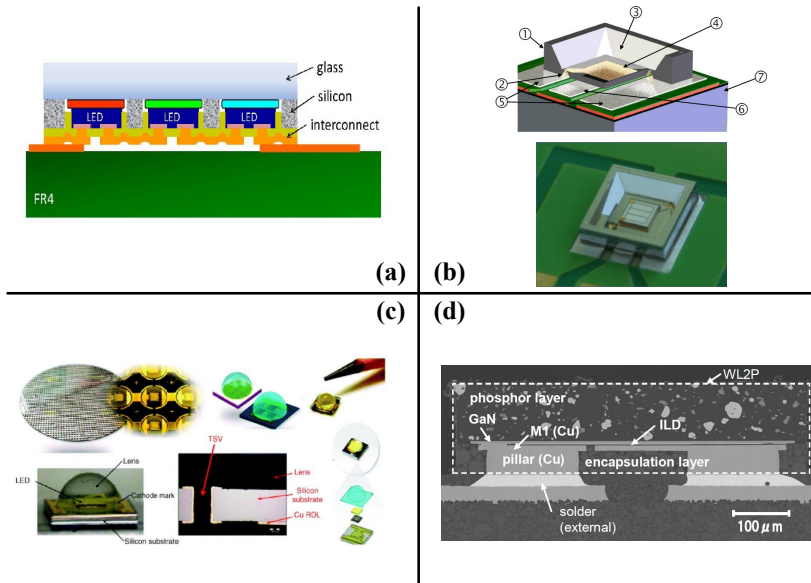 glass
silicon
LED LED LED
interconnect
FR4
(a)
①
③
④
②
⑤
⑥
⑦
(b)
(c)
TSV
Lens
LED
Cathode mark
Silicon substrate
Lens
Silicon
substrate
Cu RDL
(d)
WL2P
phosphor layer
GaN
M1 (Cu)
ILD
pillar (Cu)
encapsulation layer
solder
(external)
100μm